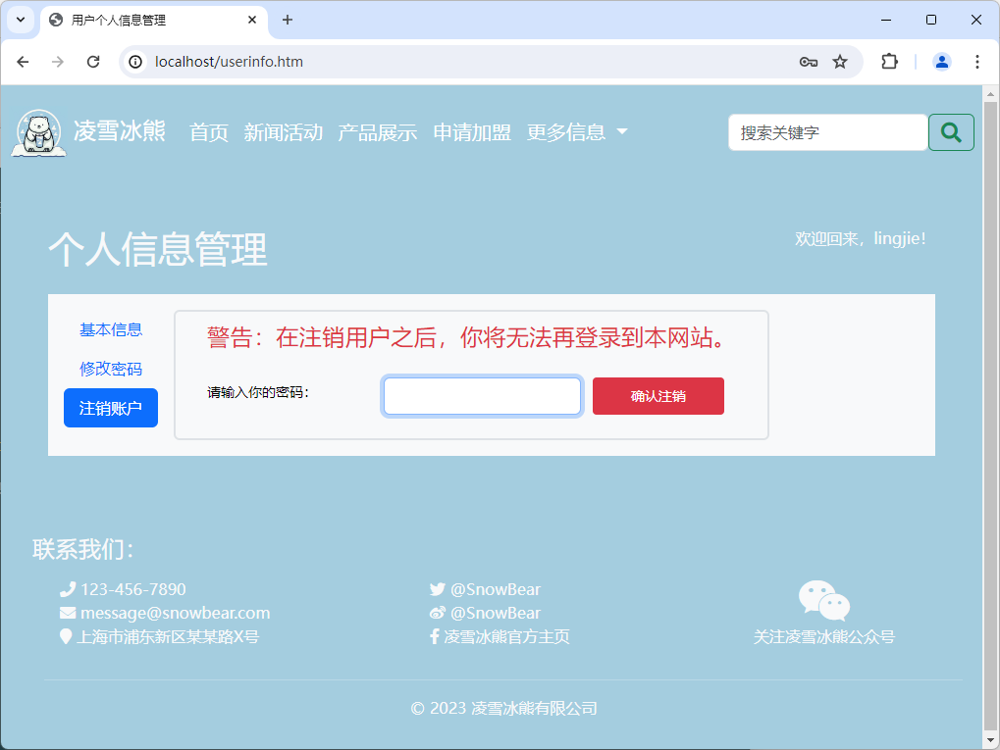 用户个人信息管理
localhost/userinfo.htm
凌雪冰熊 首页 新闻活动 产品展示 申请加盟 更多信息
搜索关键字
个人信息管理
欢迎回来，lingjie！
基本信息
修改密码
注销账户
警告：在注销用户之后，你将无法再登录到本网站。
请输入你的密码：
确认注销
联系我们：
123-456-7890
message@snowbear.com
上海市浦东新区某某路X号
@SnowBear
@SnowBear
凌雪冰熊官方主页
关注凌雪冰熊公众号
© 2023 凌雪冰熊有限公司